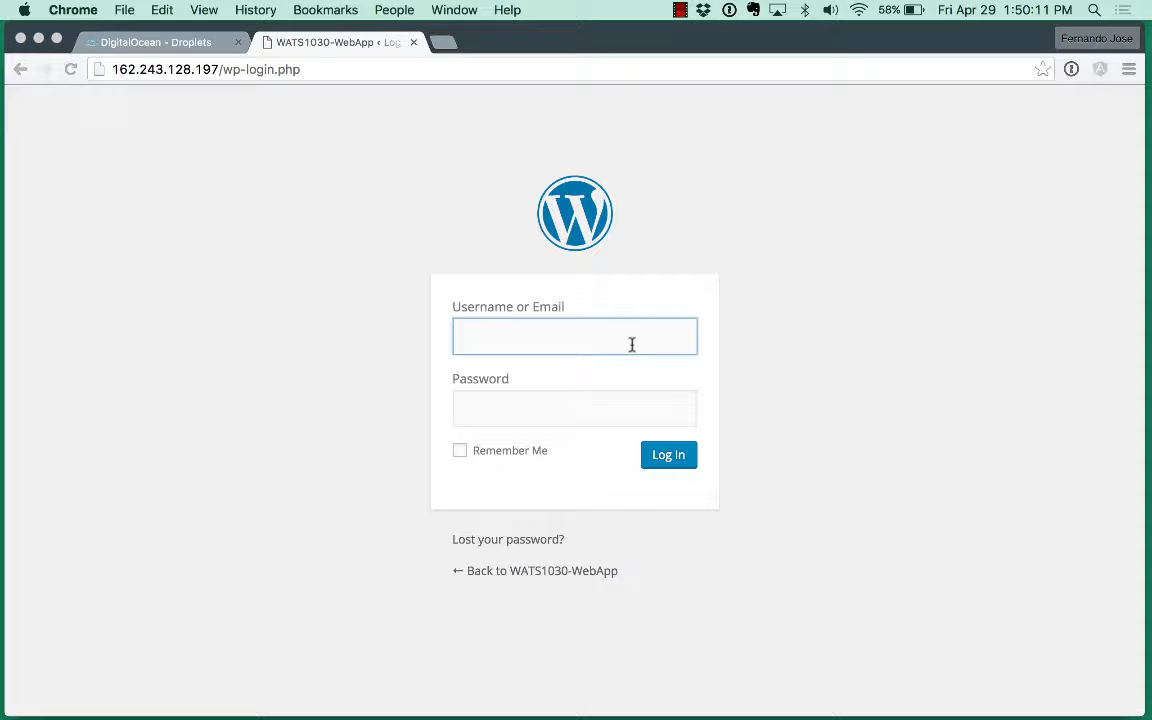 Chrome File Edit View History Bookmarks People Window Help 58% Fri Apr 29 1:50:11 PM
DigitalOcean - Droplets WATS1030-WebApp ‹ Log Fernando Jose
162.243.128.197/wp-login.php
W
Username or Email
Password
Remember Me Log In
Lost your password?
← Back to WATS1030-WebApp